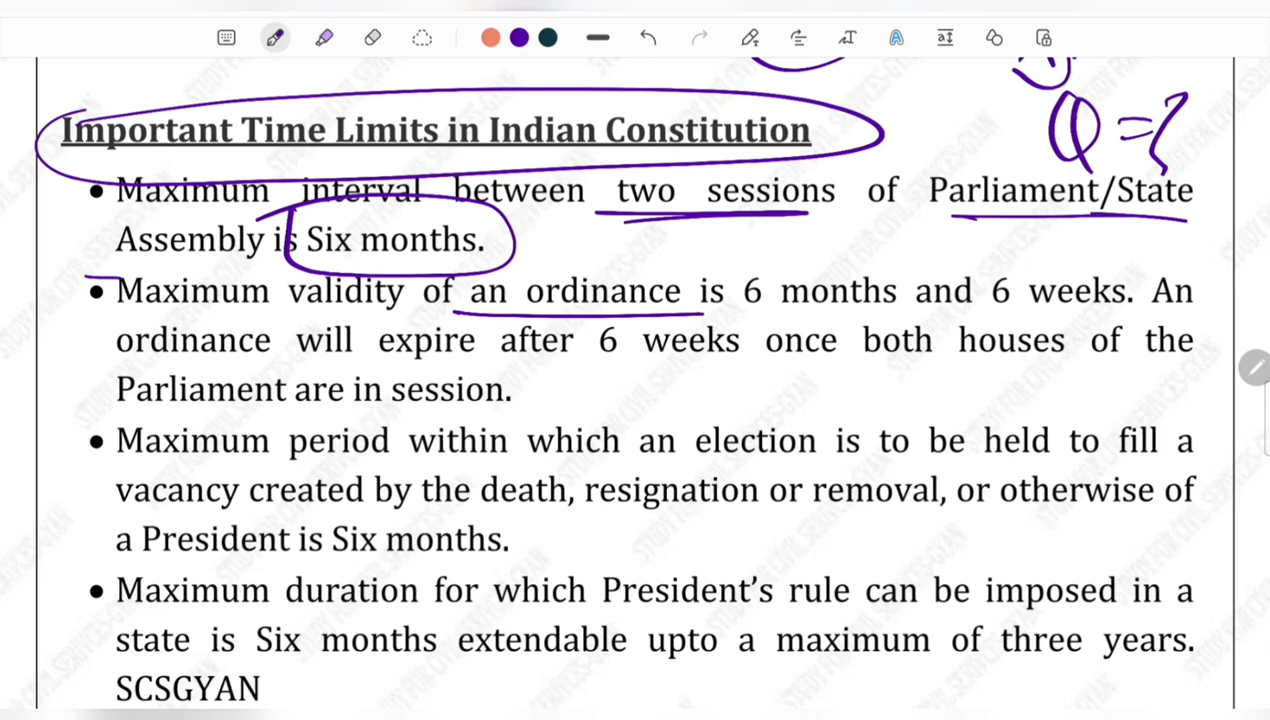 Important Time Limits in Indian Constitution
Q = ?
• Maximum interval between two sessions of Parliament/State
Assembly is Six months.
• Maximum validity of an ordinance is 6 months and 6 weeks. An
ordinance will expire after 6 weeks once both houses of the
Parliament are in session.
• Maximum period within which an election is to be held to fill a
vacancy created by the death, resignation or removal, or otherwise of
a President is Six months.
• Maximum duration for which President's rule can be imposed in a
state is Six months extendable upto a maximum of three years.
SCSGYAN